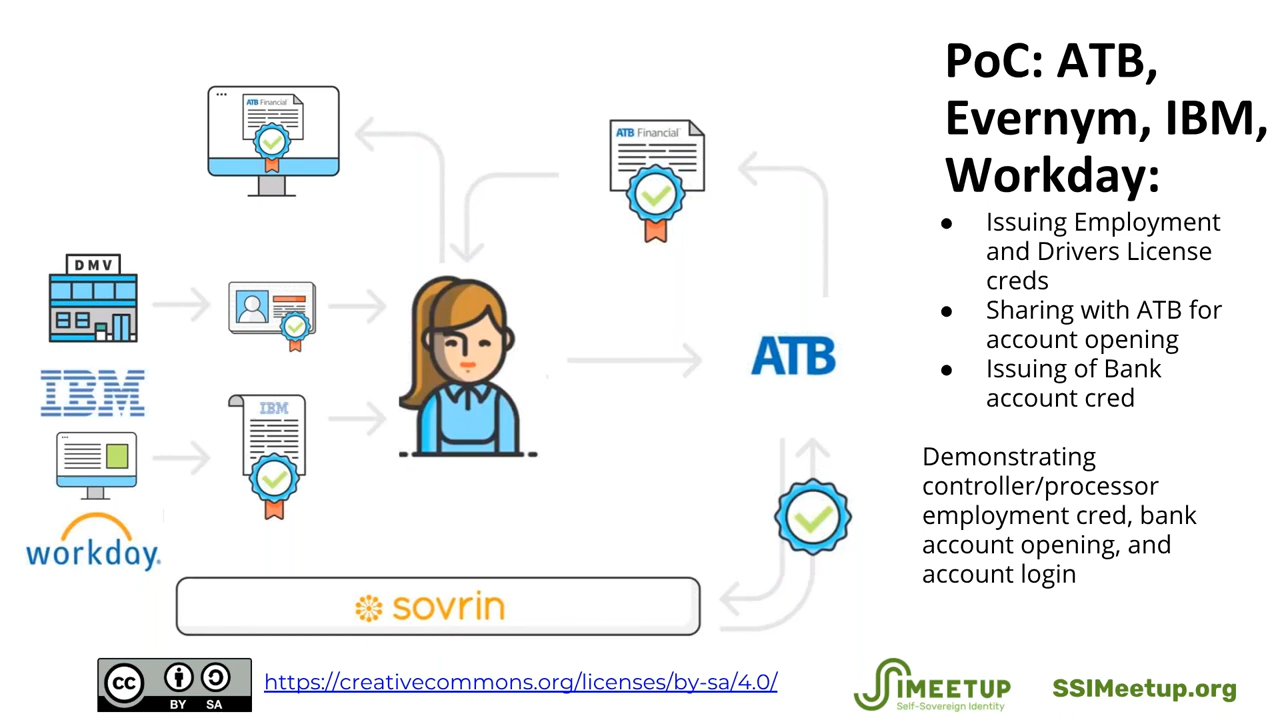 PoC: ATB,
Evernym, IBM,
Workday:
● Issuing Employment
and Drivers License
creds
● Sharing with ATB for
account opening
● Issuing of Bank
account cred
Demonstrating
controller/processor
employment cred, bank
account opening, and
account login
ATB Financial
ATB Financial
DMV
IBM
IBM
workday.
ATB
sovrin
cc
BY SA
https://creativecommons.org/licenses/by-sa/4.0/
SSIMEETUP
Self-Sovereign Identity
SSIMeetup.org